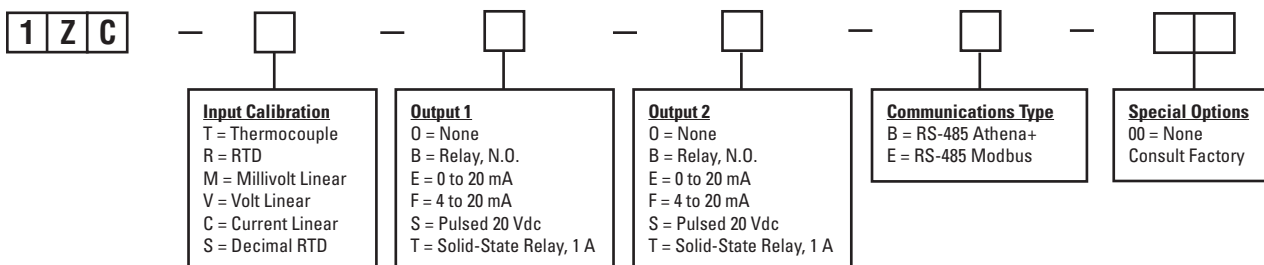 1 Z C – – – – –
Input Calibration
T = Thermocouple
R = RTD
M = Millivolt Linear
V = Volt Linear
C = Current Linear
S = Decimal RTD
Output 1
O = None
B = Relay, N.O.
E = 0 to 20 mA
F = 4 to 20 mA
S = Pulsed 20 Vdc
T = Solid-State Relay, 1 A
Output 2
O = None
B = Relay, N.O.
E = 0 to 20 mA
F = 4 to 20 mA
S = Pulsed 20 Vdc
T = Solid-State Relay, 1 A
Communications Type
B = RS-485 Athena+
E = RS-485 Modbus
Special Options
00 = None
Consult Factory